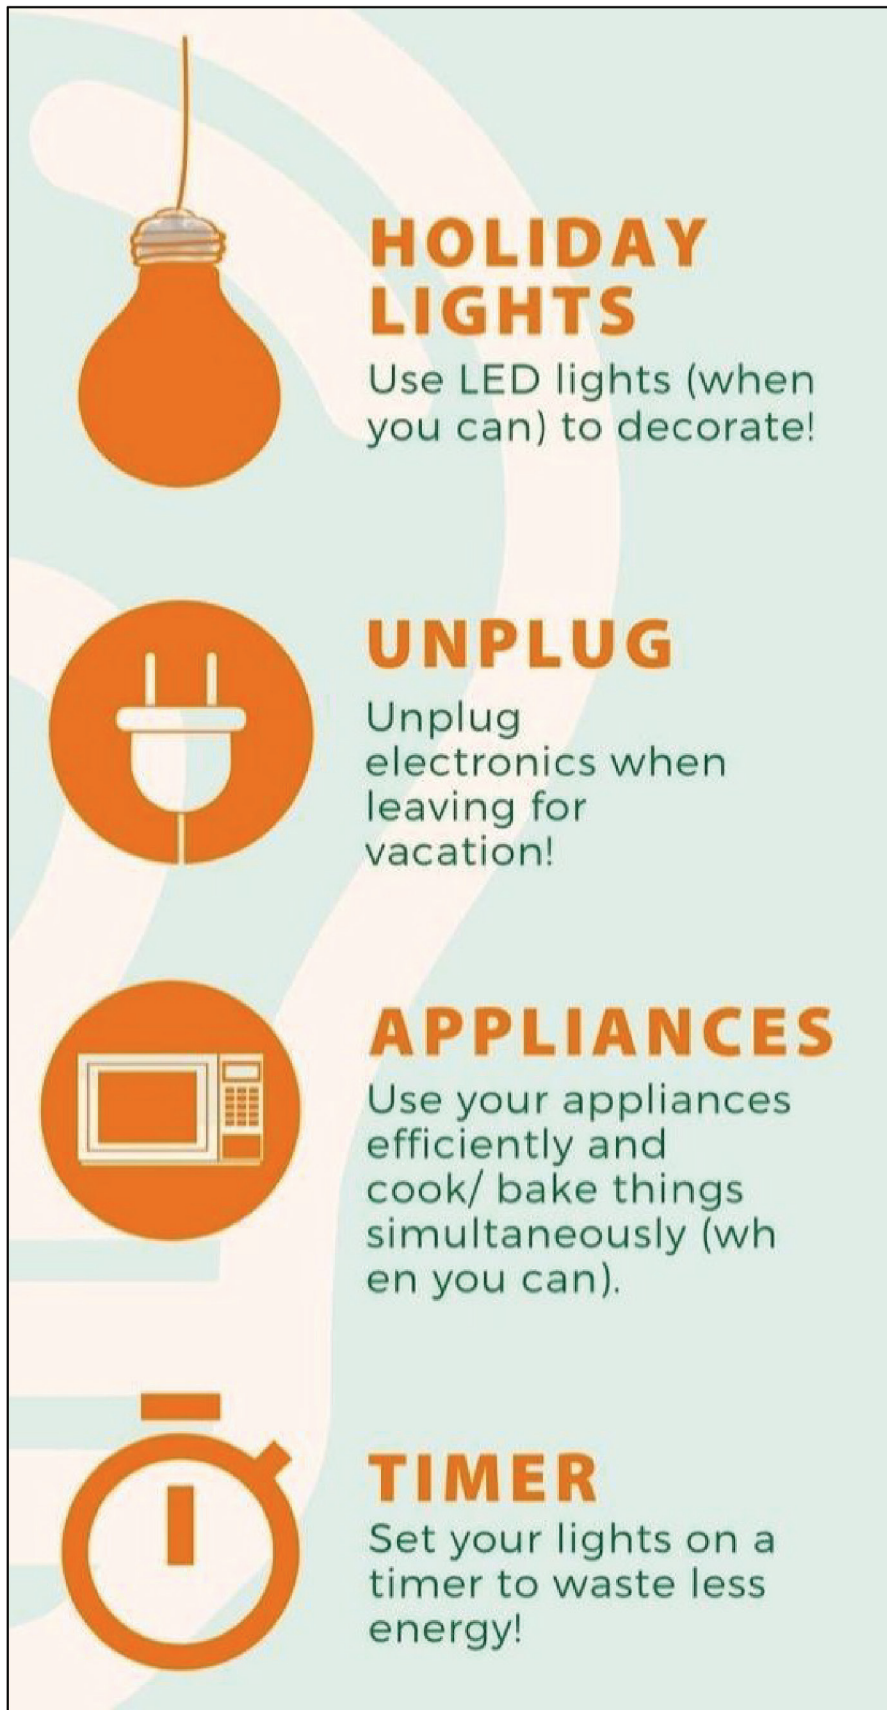 HOLIDAY
LIGHTS
Use LED lights (when
you can) to decorate!
UNPLUG
Unplug
electronics when
leaving for
vacation!
APPLIANCES
Use your appliances
efficiently and
cook/ bake things
simultaneously (wh
en you can).
TIMER
Set your lights on a
timer to waste less
energy!